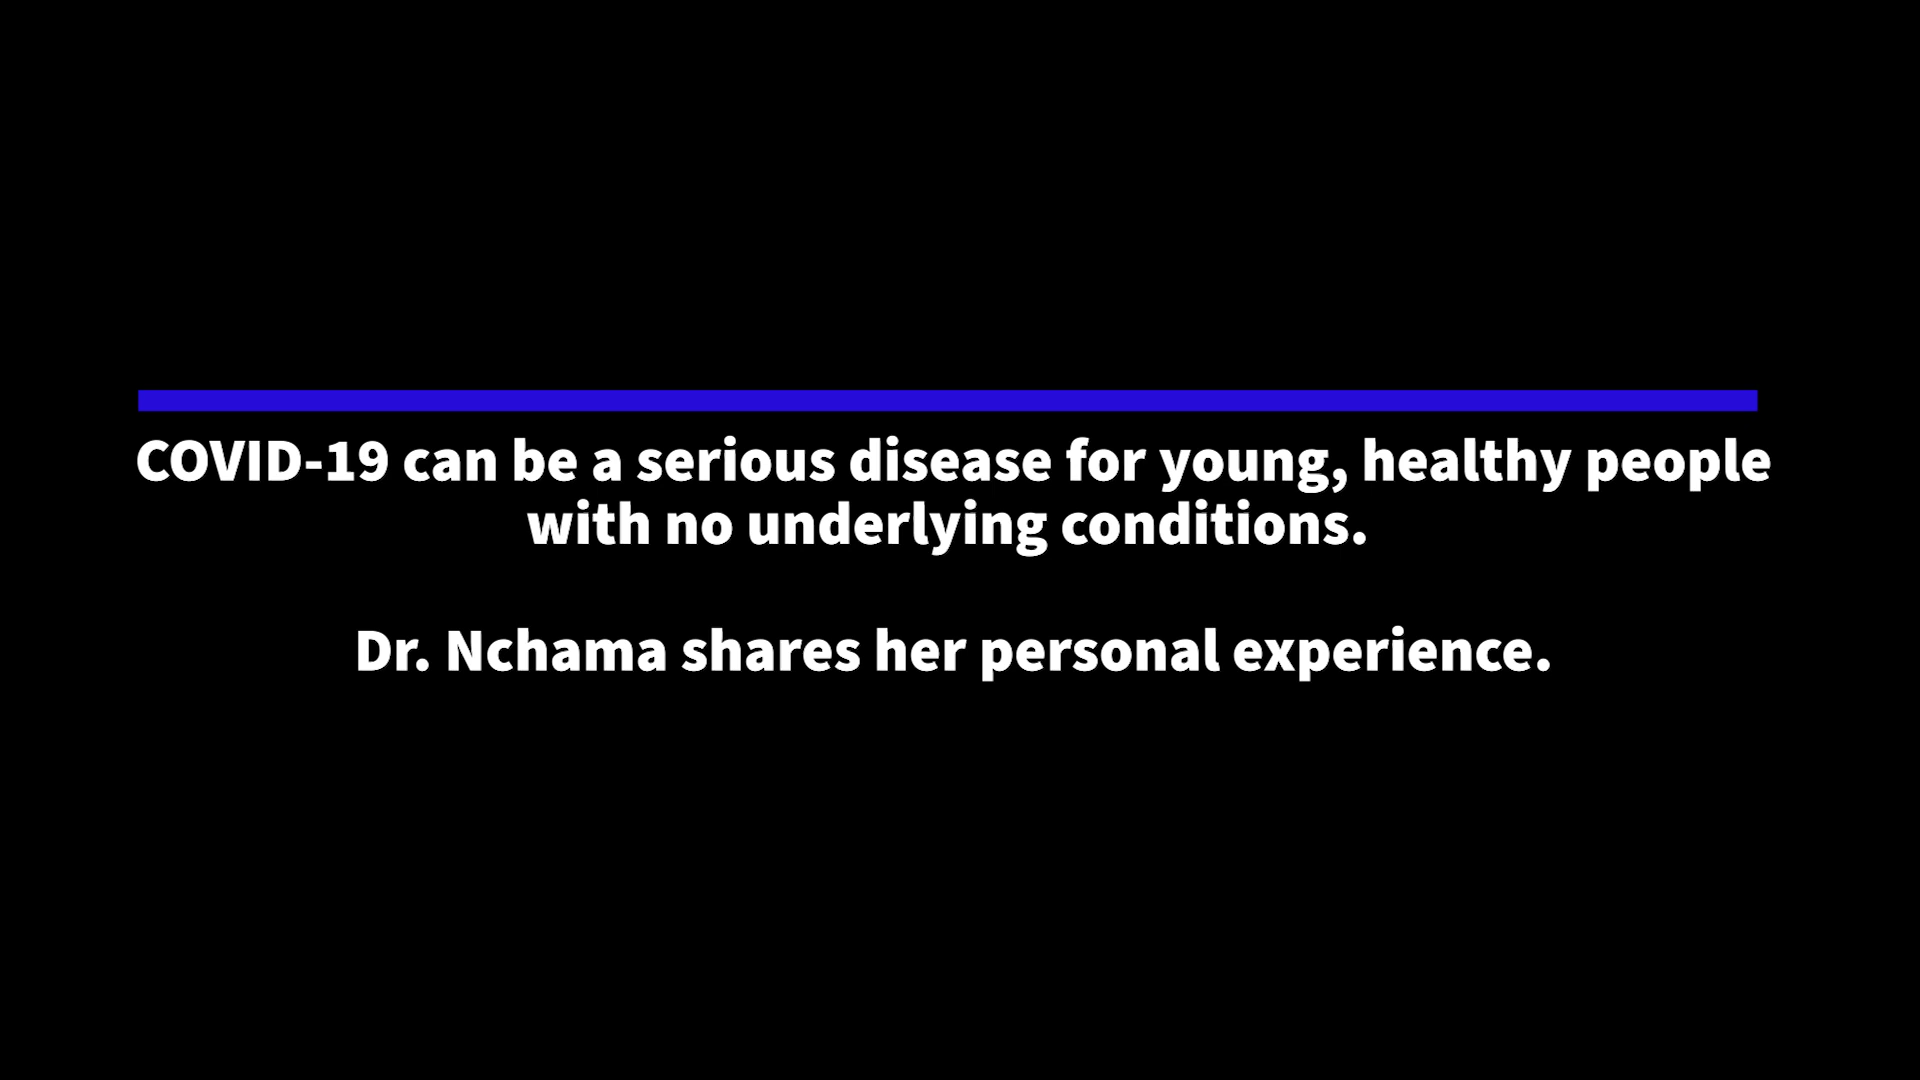 COVID-19 can be a serious disease for young, healthy people
with no underlying conditions.
Dr. Nchama shares her personal experience.